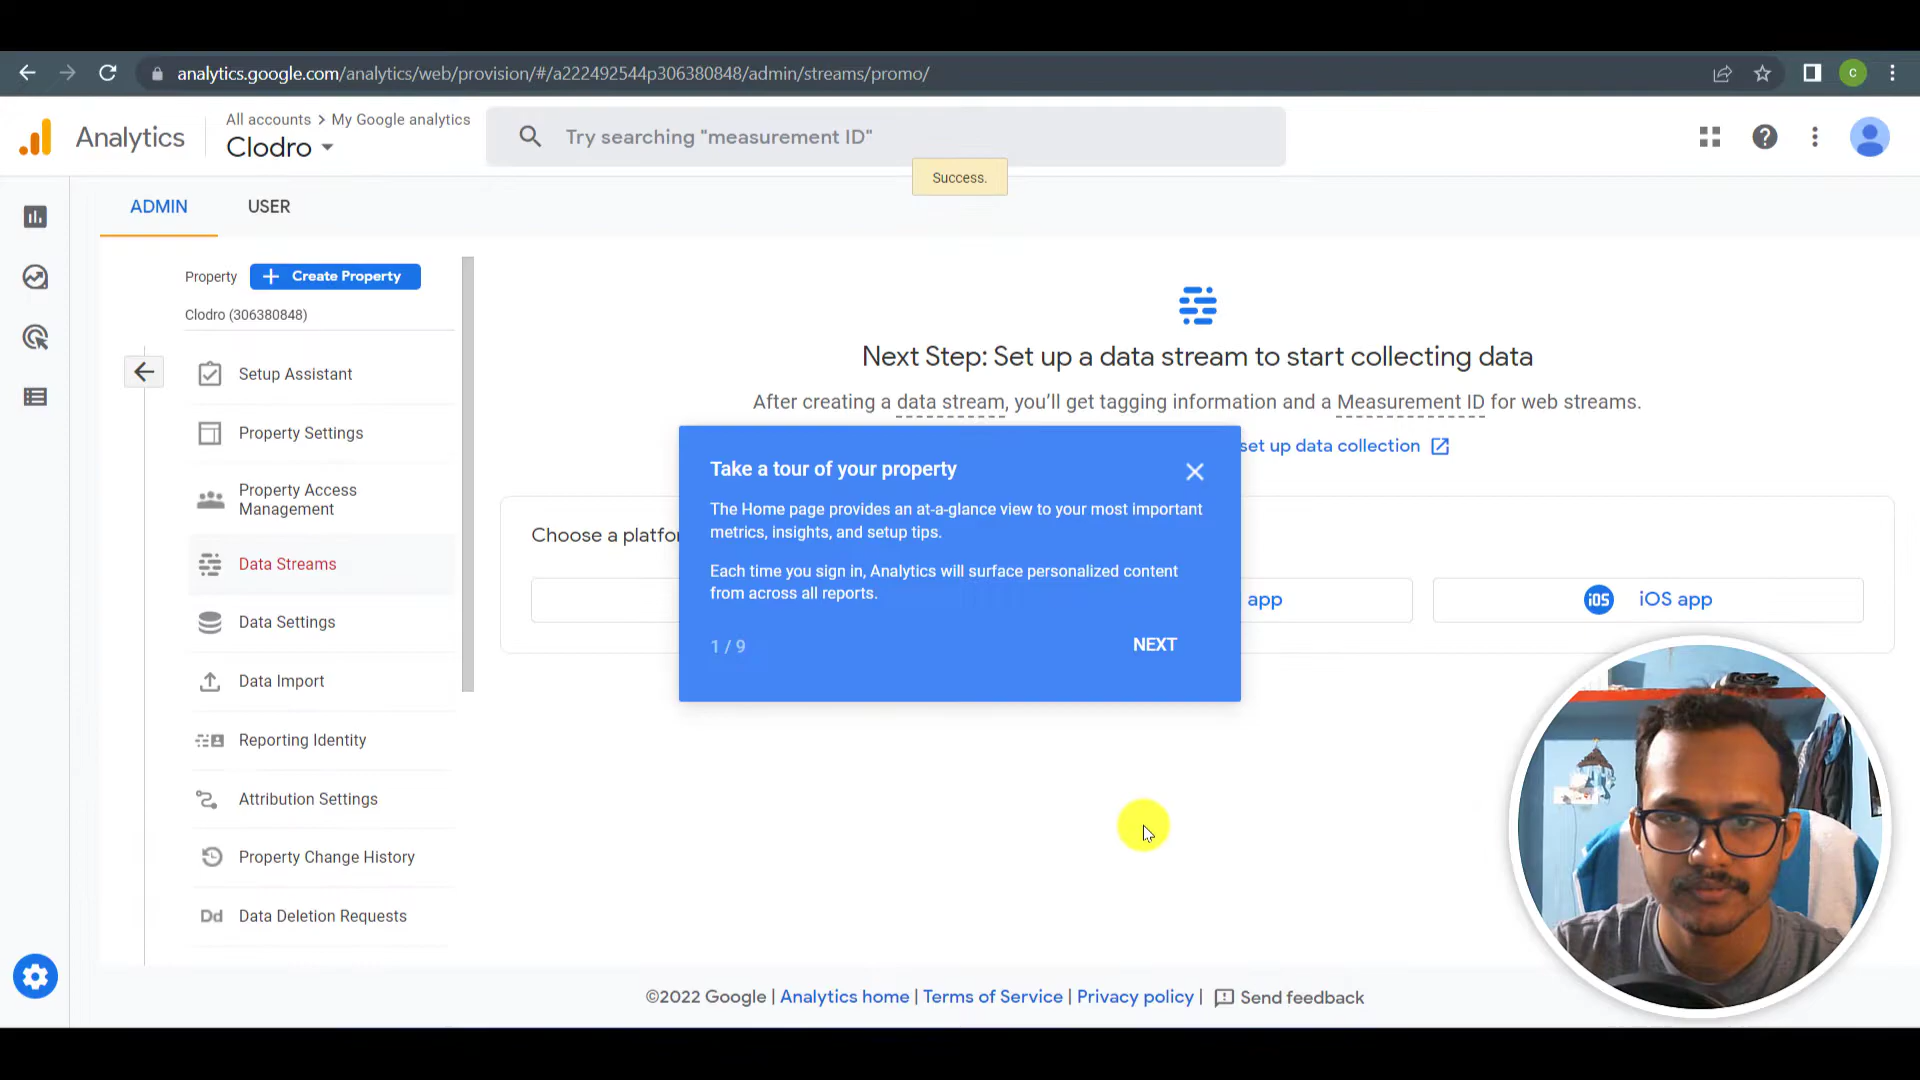 analytics.google.com/analytics/web/provision/#/a222492544p306380848/admin/streams/promo/
C
Analytics
All accounts > My Google analytics
Clodro
Try searching "measurement ID"
Success.
ADMIN
USER
Property
+ Create Property
Clodro (306380848)
Setup Assistant
Property Settings
Property Access
Management
Data Streams
Data Settings
Data Import
Reporting Identity
Attribution Settings
Property Change History
Dd Data Deletion Requests
Next Step: Set up a data stream to start collecting data
After creating a data stream, you'll get tagging information and a Measurement ID for web streams.
set up data collection
Choose a platfor
app
iOS iOS app
Take a tour of your property
The Home page provides an at-a-glance view to your most important
metrics, insights, and setup tips.
Each time you sign in, Analytics will surface personalized content
from across all reports.
1 / 9
NEXT
©2022 Google | Analytics home | Terms of Service | Privacy policy | Send feedback